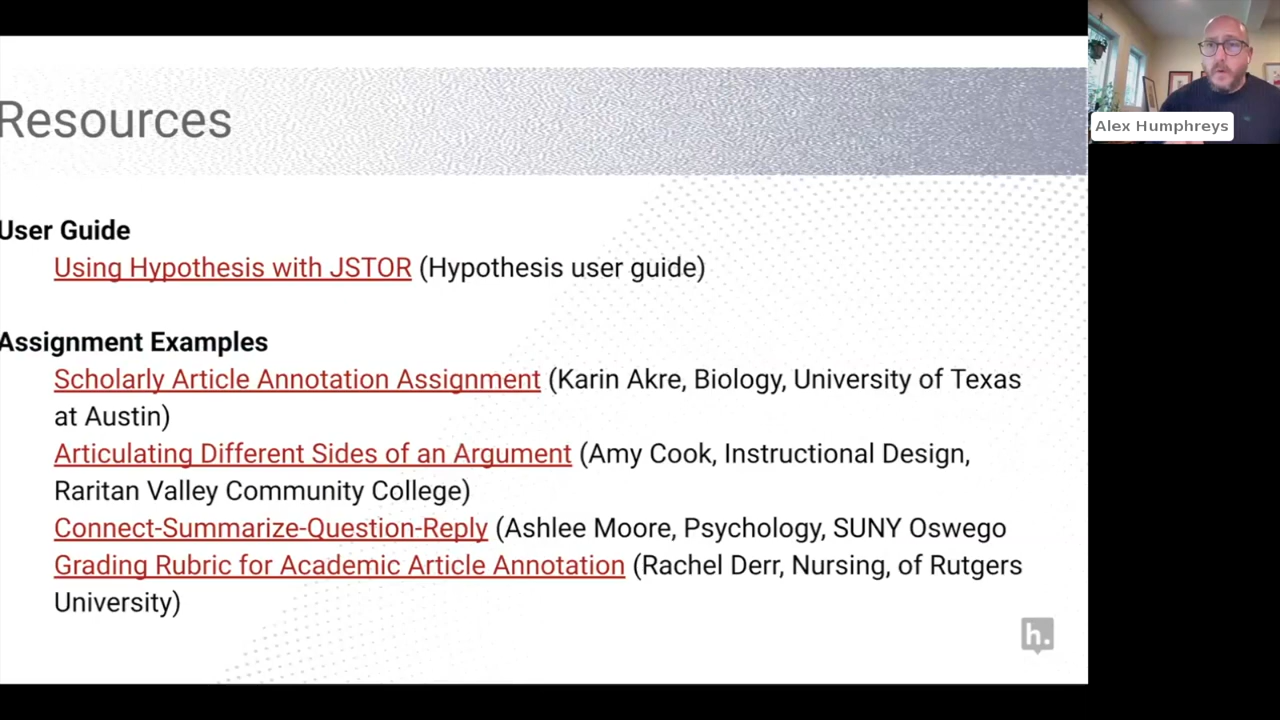 Resources
Alex Humphreys
User Guide
Using Hypothesis with JSTOR (Hypothesis user guide)
Assignment Examples
Scholarly Article Annotation Assignment (Karin Akre, Biology, University of Texas
at Austin)
Articulating Different Sides of an Argument (Amy Cook, Instructional Design,
Raritan Valley Community College)
Connect-Summarize-Question-Reply (Ashlee Moore, Psychology, SUNY Oswego
Grading Rubric for Academic Article Annotation (Rachel Derr, Nursing, of Rutgers
University)
h.